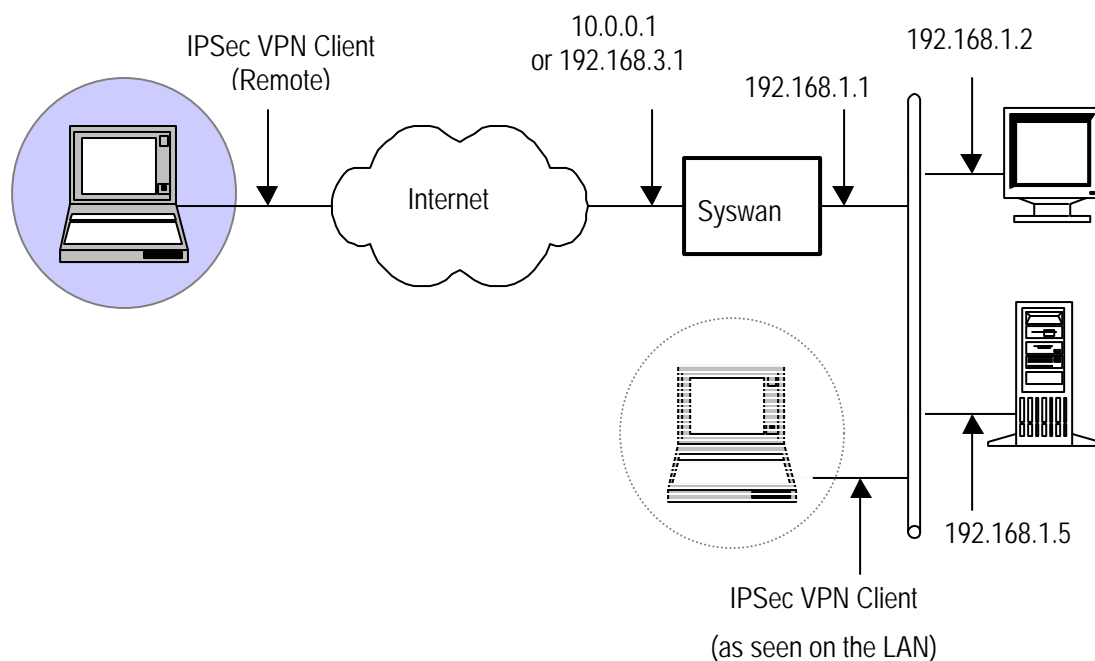 IPSec VPN Client
(Remote)
10.0.0.1
or 192.168.3.1
192.168.1.1
192.168.1.2
Internet
Syswan
192.168.1.5
IPSec VPN Client
(as seen on the LAN)